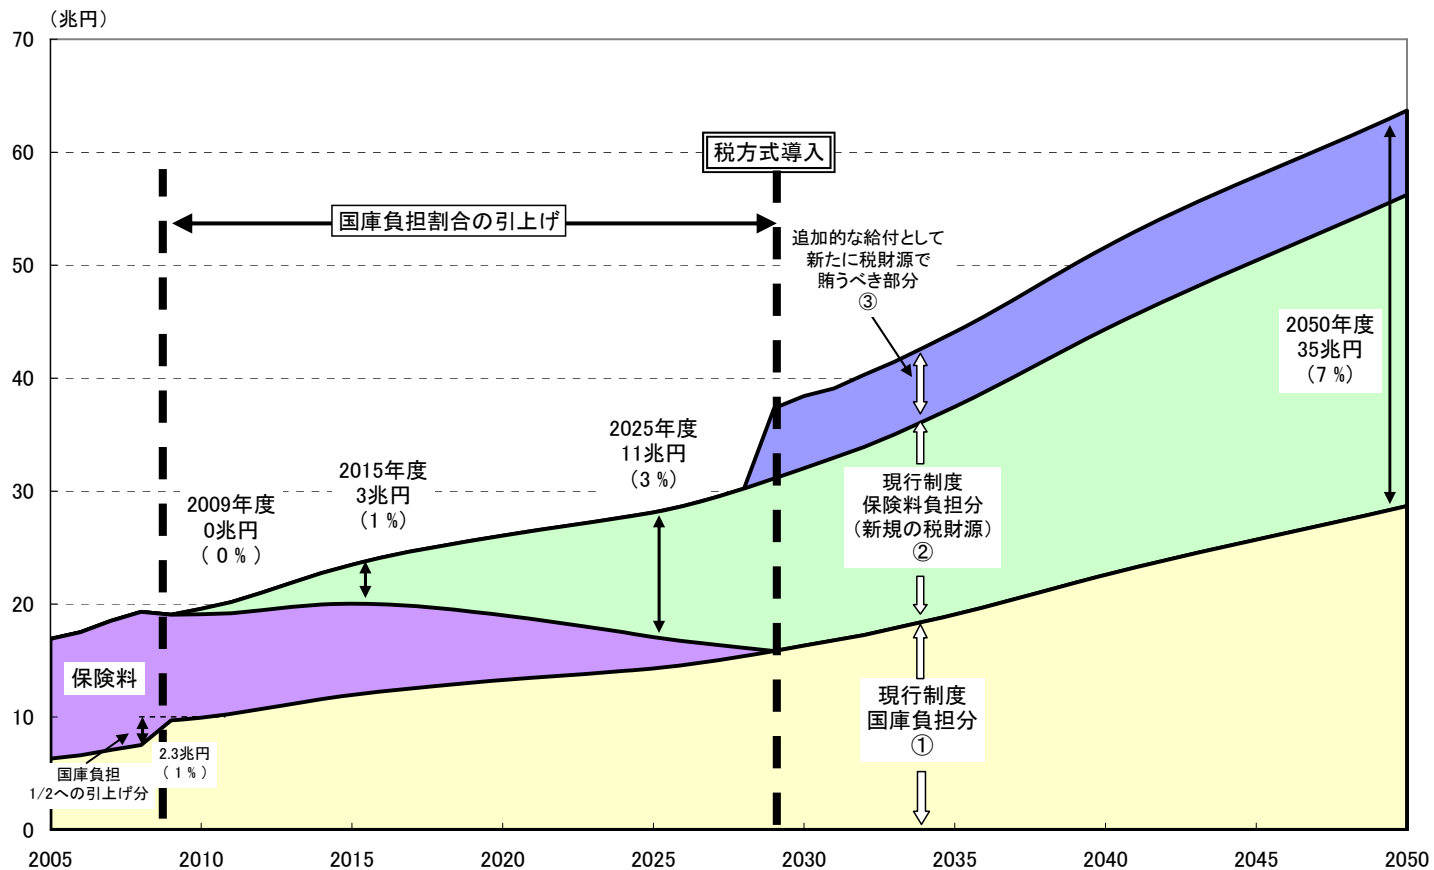 （兆円）
70
60
50
40
30
20
10
0
税方式導入
国庫負担割合の引上げ
追加的な給付として
新たに税財源で
賄うべき部分
③
2050年度
35兆円
（7％）
2025年度
11兆円
（3％）
2015年度
3兆円
（1％）
2009年度
0兆円
（0％）
現行制度
保険料負担分
（新規の税財源）
②
保険料
現行制度
国庫負担分
①
2.3兆円
（1％）
国庫負担
1/2への引上げ分
2005
2010
2015
2020
2025
2030
2035
2040
2045
2050